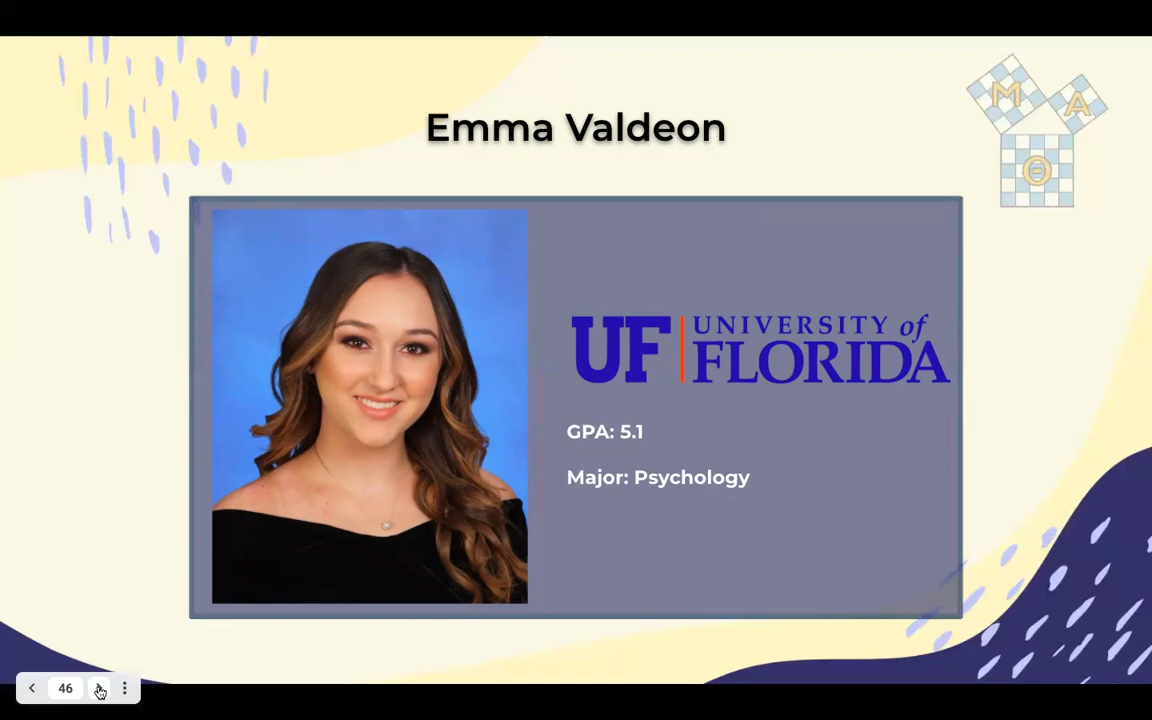 Emma Valdeon
M
A
Θ
UF
UNIVERSITY of
FLORIDA
GPA: 5.1
Major: Psychology
46